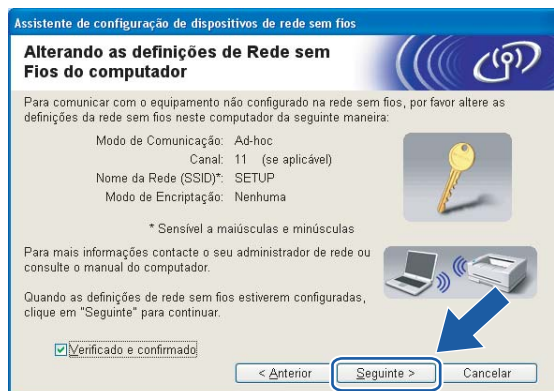 Assistente de configuração de dispositivos de rede sem fios
Alterando as definições de Rede sem
Fios do computador
Para comunicar com o equipamento não configurado na rede sem fios, por favor altere as
definições da rede sem fios neste computador da seguinte maneira:
Modo de Comunicação: Ad-hoc
Canal: 11 (se aplicável)
Nome da Rede (SSID)*: SETUP
Modo de Encriptação: Nenhuma
* Sensível a maiúsculas e minúsculas
Para mais informações contacte o seu administrador de rede ou
consulte o manual do computador.
Quando as definições de rede sem fios estiverem configuradas,
clique em "Seguinte" para continuar.
Verificado e confirmado
< Anterior
Seguinte >
Cancelar